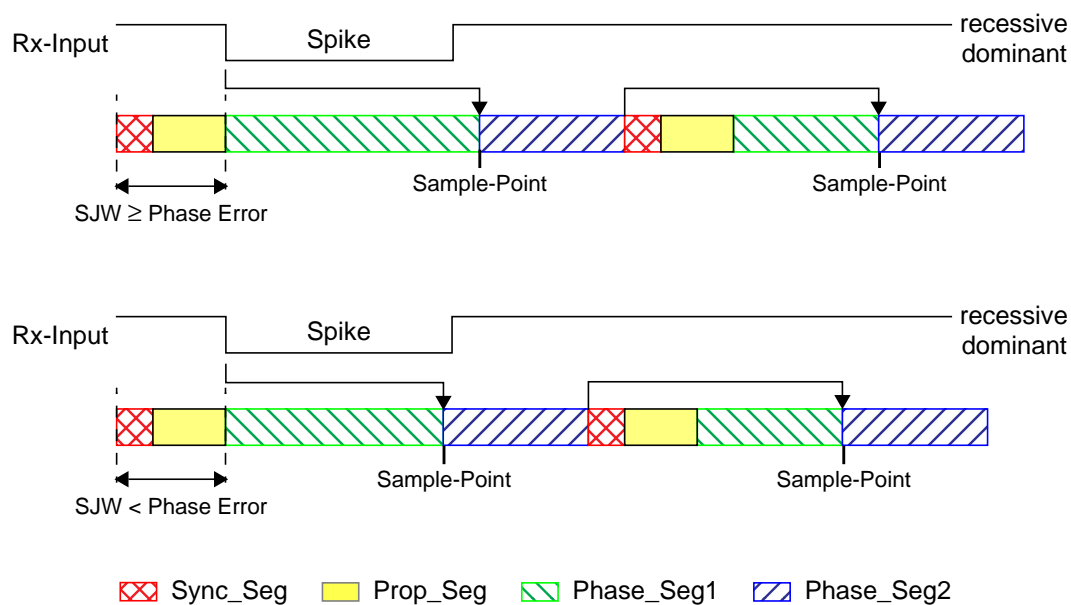 Rx-Input
Spike
recessive
dominant
Sample-Point
Sample-Point
SJW ≥ Phase Error
Rx-Input
Spike
recessive
dominant
Sample-Point
Sample-Point
SJW < Phase Error
Sync_Seg Prop_Seg Phase_Seg1 Phase_Seg2